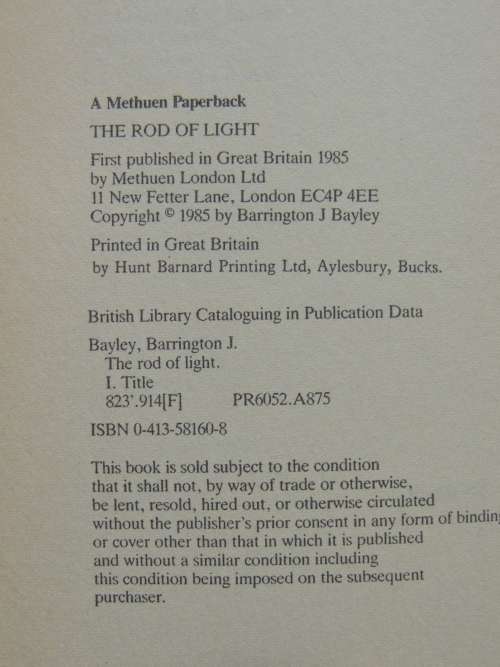 A Methuen Paperback
THE ROD OF LIGHT
First published in Great Britain 1985
by Methuen London Ltd
11 New Fetter Lane, London EC4P 4EE
Copyright © 1985 by Barrington J Bayley
Printed in Great Britain
by Hunt Barnard Printing Ltd, Aylesbury, Bucks.
British Library Cataloguing in Publication Data
Bayley, Barrington J.
The rod of light.
I. Title
823'.914[F] PR6052.A875
ISBN 0-413-58160-8
This book is sold subject to the condition
that it shall not, by way of trade or otherwise,
be lent, resold, hired out, or otherwise circulated
without the publisher's prior consent in any form of binding
or cover other than that in which it is published
and without a similar condition including
this condition being imposed on the subsequent
purchaser.